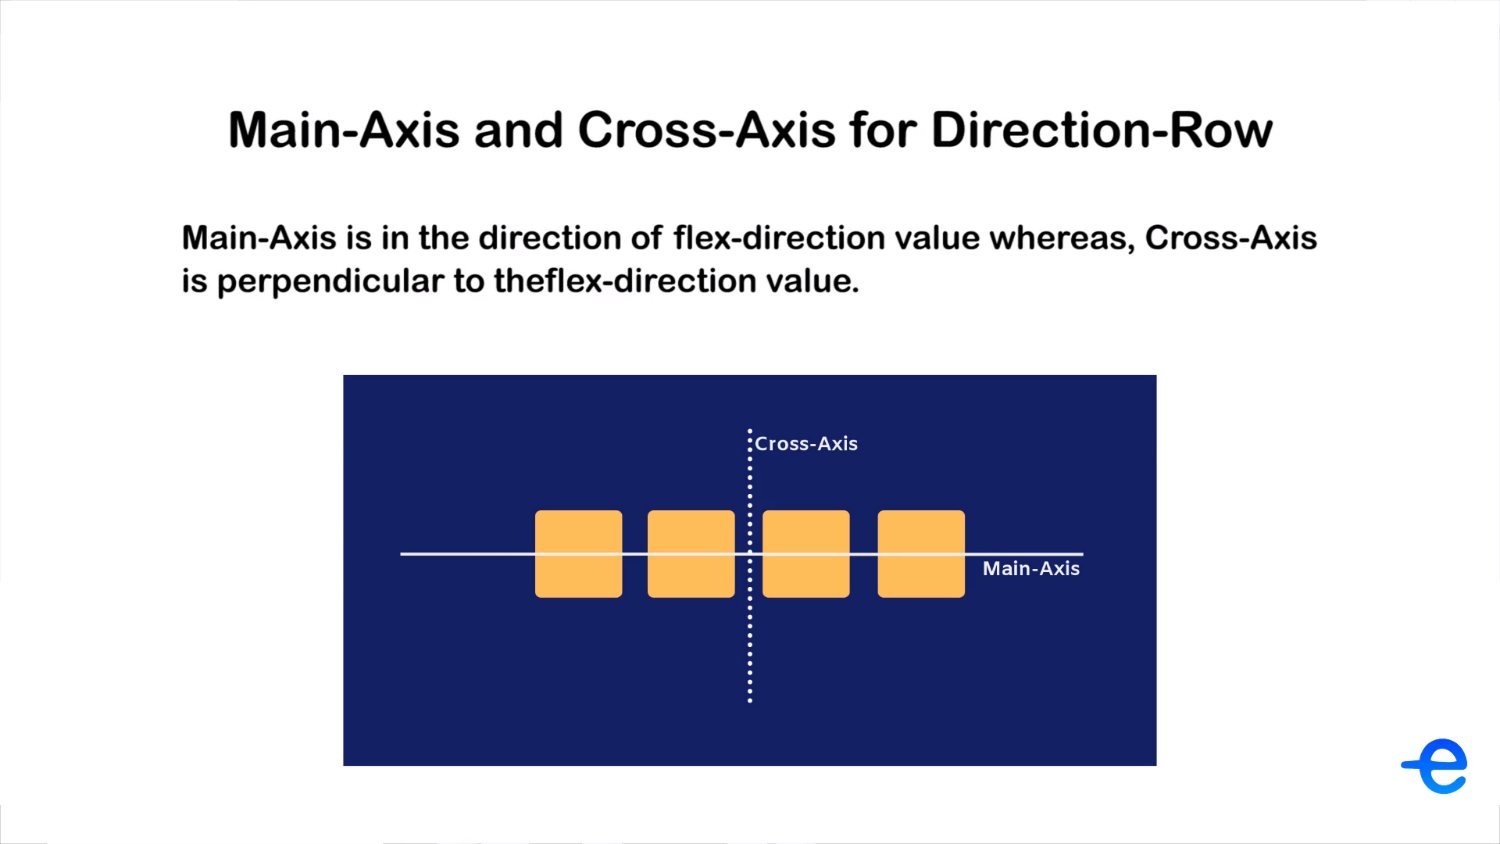 Main-Axis and Cross-Axis for Direction-Row
Main-Axis is in the direction of flex-direction value whereas, Cross-Axis
is perpendicular to theflex-direction value.
Cross-Axis
Main-Axis